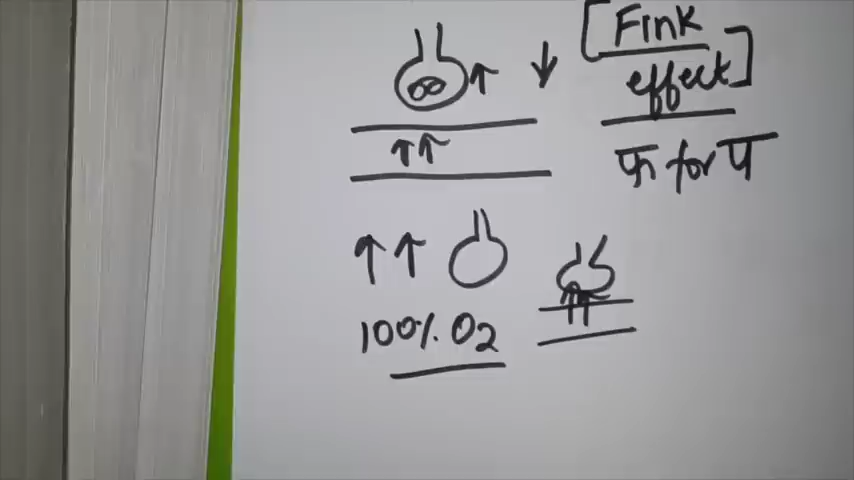 [Fink
effect]
फ for प
↑ ↓
↑↑
↑↑
100% O2